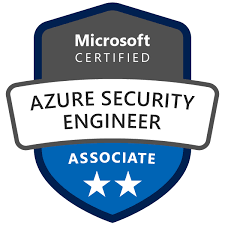 Microsoft
CERTIFIED
AZURE SECURITY
ENGINEER
ASSOCIATE